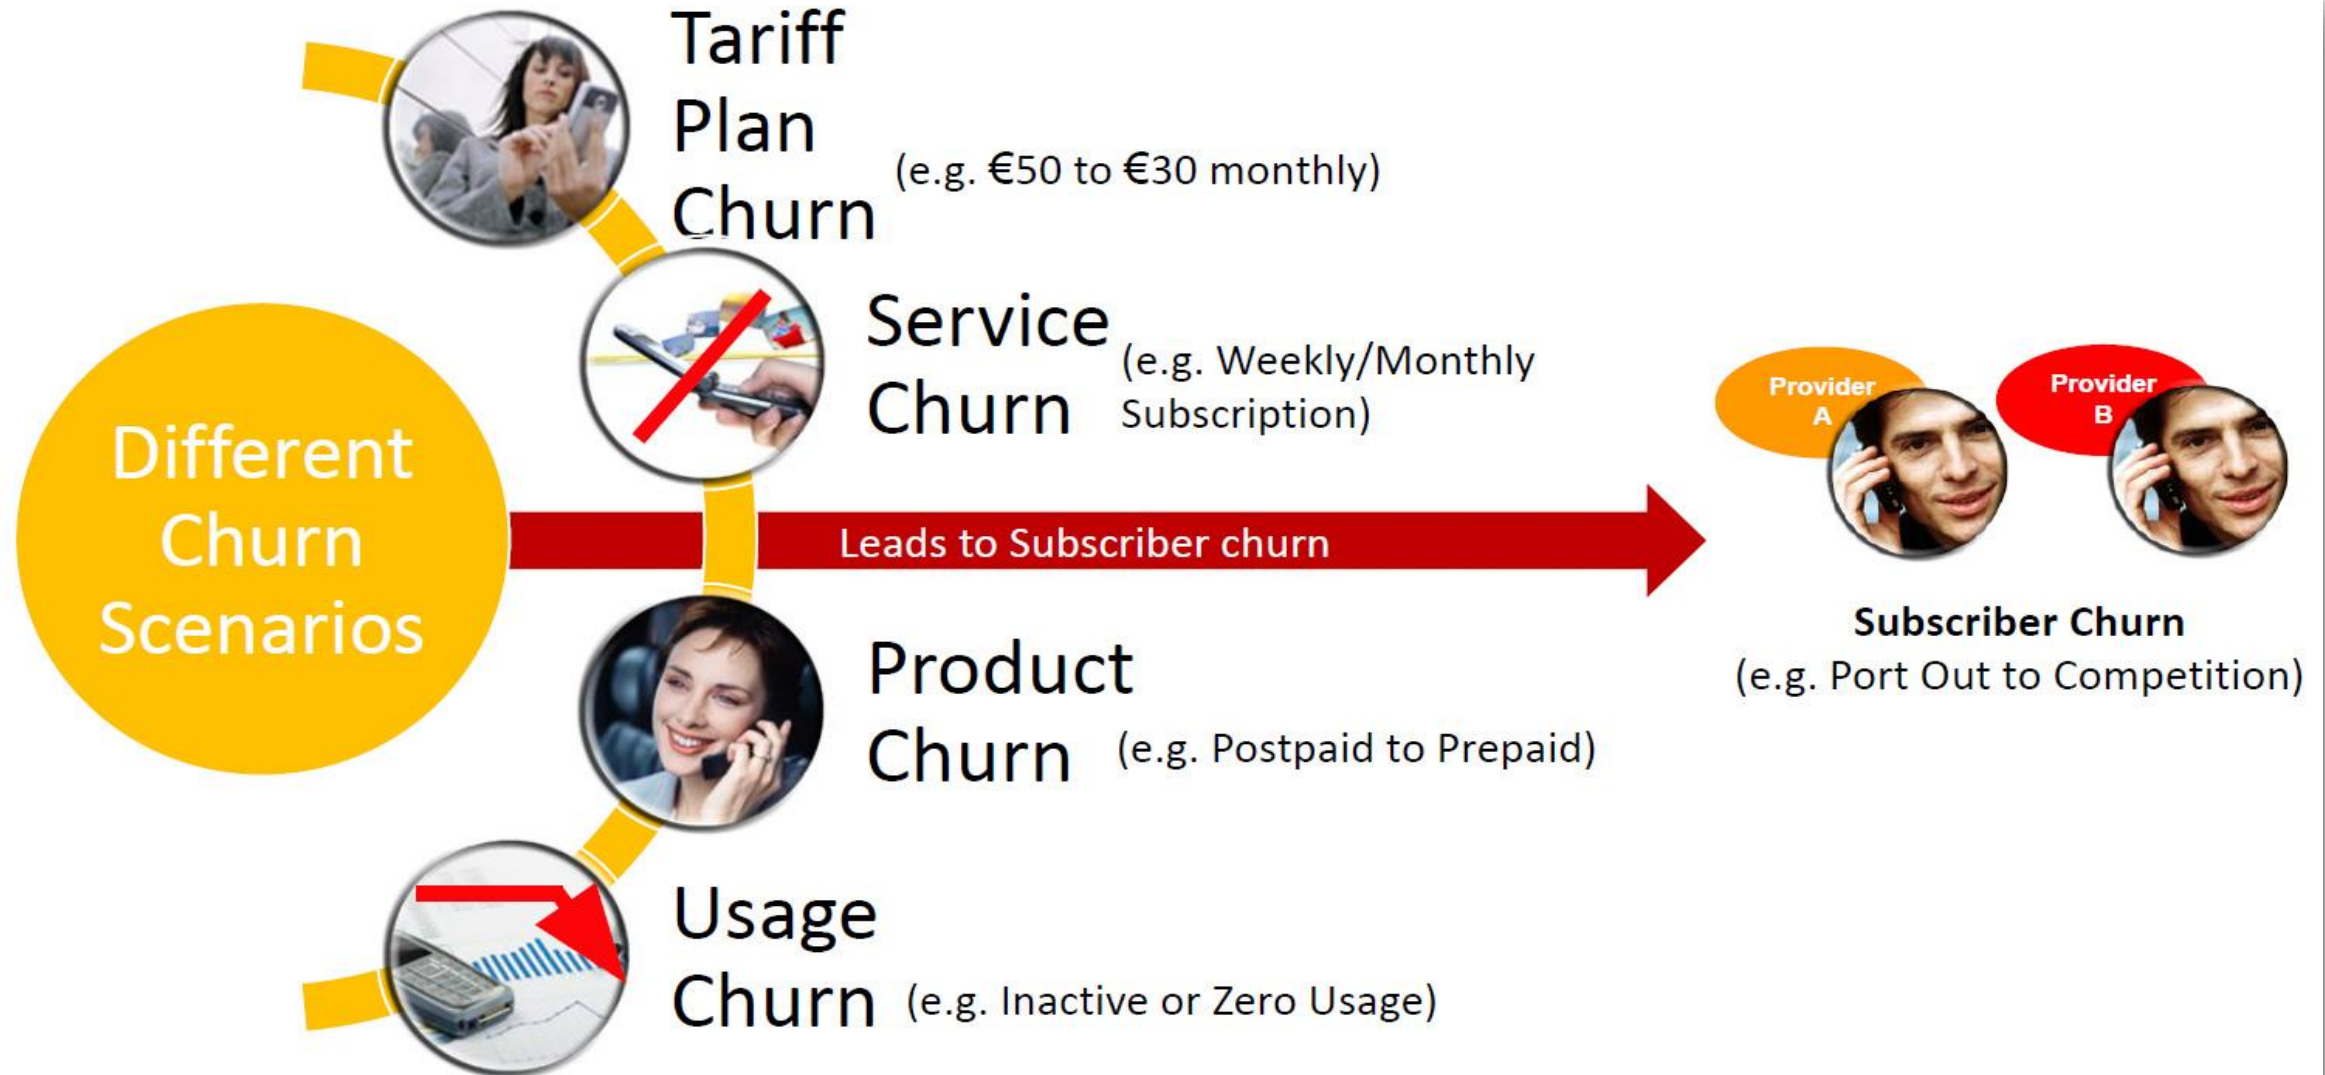 Tariff
Plan
Churn
(e.g. €50 to €30 monthly)
Service
Churn
(e.g. Weekly/Monthly
Subscription)
Different
Churn
Scenarios
Leads to Subscriber churn
Provider
A
Provider
B
Subscriber Churn
(e.g. Port Out to Competition)
Product
Churn
(e.g. Postpaid to Prepaid)
Usage
Churn
(e.g. Inactive or Zero Usage)